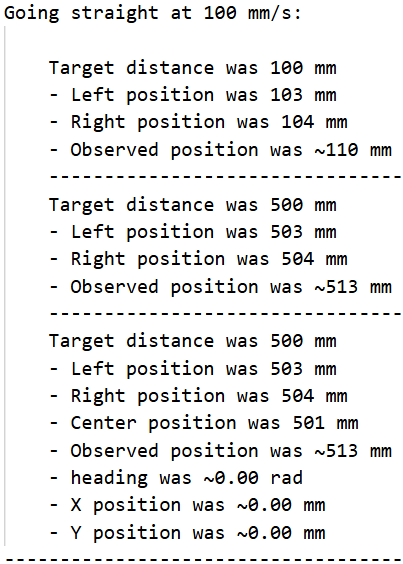 Going straight at 100 mm/s:
Target distance was 100 mm
- Left position was 103 mm
- Right position was 104 mm
- Observed position was ~110 mm
--------------------------------
Target distance was 500 mm
- Left position was 503 mm
- Right position was 504 mm
- Observed position was ~513 mm
--------------------------------
Target distance was 500 mm
- Left position was 503 mm
- Right position was 504 mm
- Center position was 501 mm
- Observed position was ~513 mm
- heading was ~0.00 rad
- X position was ~0.00 mm
- Y position was ~0.00 mm
------------------------------------